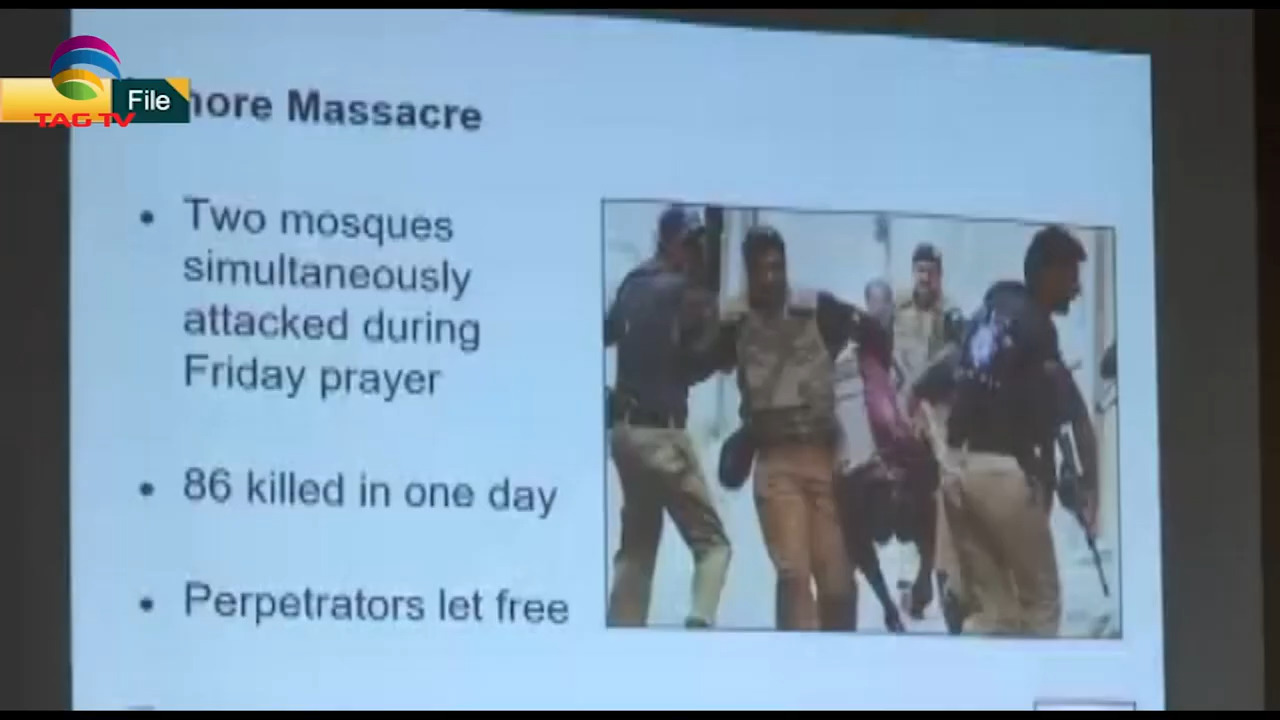 TAG TV
File
hore Massacre
• Two mosques
simultaneously
attacked during
Friday prayer
• 86 killed in one day
• Perpetrators let free